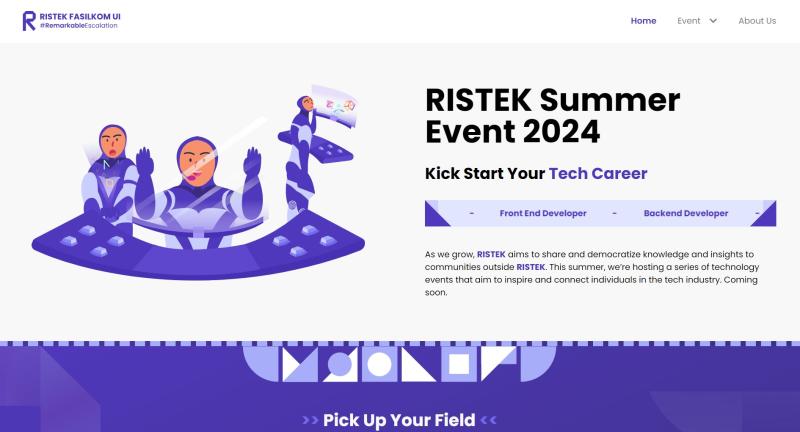 RISTEK FASILKOM UI
#RemarkableEscalation
Home
Event
About Us
RISTEK Summer
Event 2024
Kick Start Your Tech Career
- Front End Developer - Backend Developer -
As we grow, RISTEK aims to share and democratize knowledge and insights to
communities outside RISTEK. This summer, we're hosting a series of technology
events that aim to inspire and connect individuals in the tech industry. Coming
soon.
>> Pick Up Your Field <<